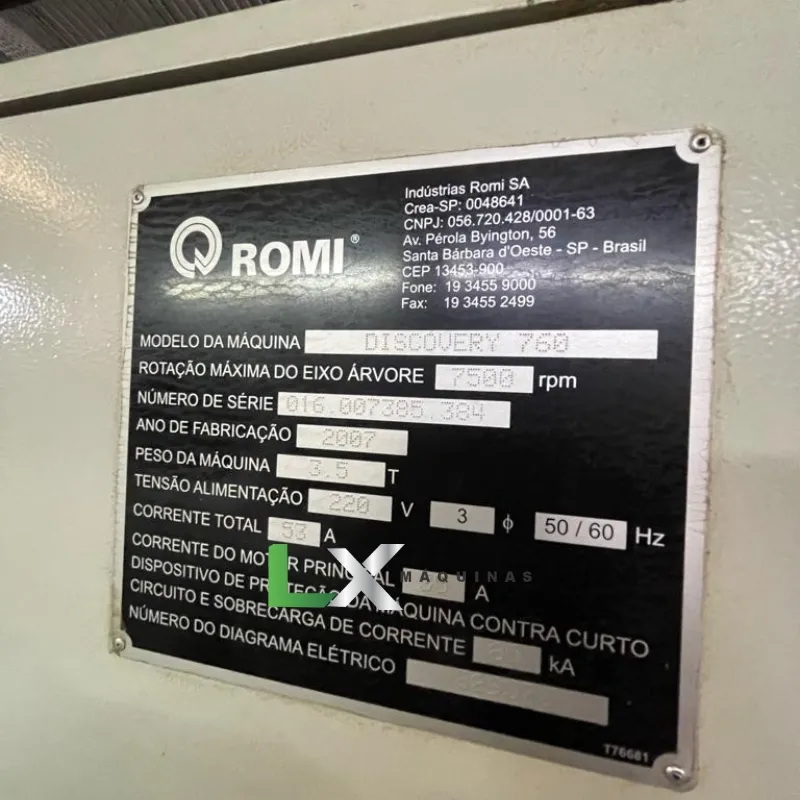 ROMI®
Indústrias Romi SA
Crea-SP: 0048641
CNPJ: 056.720.428/0001-63
Av. Pérola Byington, 56
Santa Bárbara d'Oeste - SP - Brasil
CEP 13453-900
Fone: 19 3455 9000
Fax: 19 3455 2499
MODELO DA MÁQUINA DISCOVERY 760
ROTAÇÃO MÁXIMA DO EIXO ÁRVORE 7500 rpm
NÚMERO DE SÉRIE 016.007385.384
ANO DE FABRICAÇÃO 2007
PESO DA MÁQUINA 3.5 T
TENSÃO ALIMENTAÇÃO 220 V 3 ϕ 50 / 60 Hz
CORRENTE TOTAL 53 A
CORRENTE DO MOTOR PRINCIPAL A
DISPOSITIVO DE PROTEÇÃO DA MÁQUINA CONTRA CURTO
CIRCUITO E SOBRECARGA DE CORRENTE kA
NÚMERO DO DIAGRAMA ELÉTRICO
T76681
LX MÁQUINAS